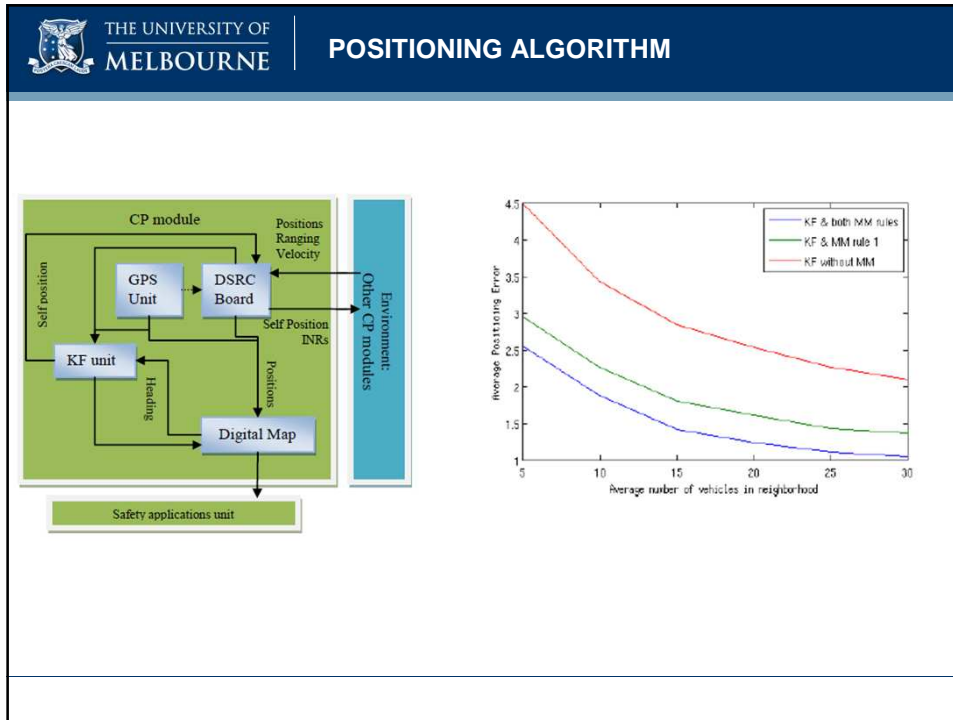 THE UNIVERSITY OF
MELBOURNE
POSITIONING ALGORITHM
CP module
Positions
Ranging
Velocity
GPS
Unit
DSRC
Board
Self position
Self Position
INRs
Environment:
Other CP modules
KF unit
Heading
Positions
Digital Map
Safety applications unit
4.5
4
3.5
3
2.5
2
1.5
1
Average Positioning Error
KF & both MM rules
KF & MM rule 1
KF without MM
5
10
15
20
25
30
Average number of vehicles in neighborhood